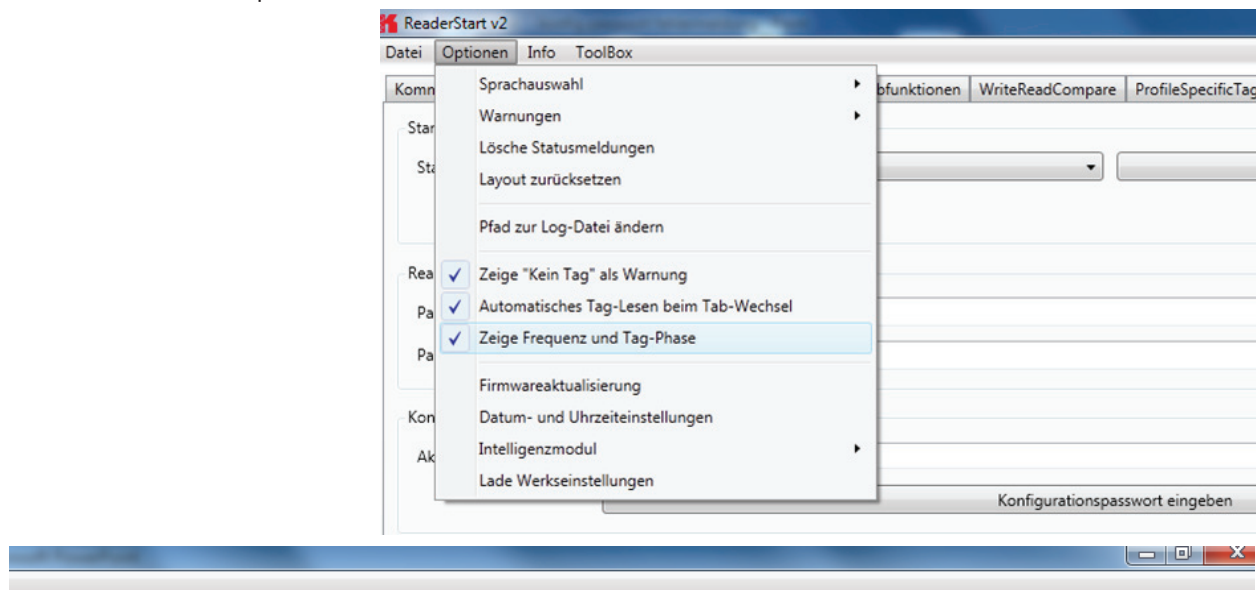 ReaderStart v2
Datei Optionen Info ToolBox
Komn bfunktionen WriteReadCompare ProfileSpecificTag
Sprachauswahl
Star
Warnungen
Lösche Statusmeldungen
Sta
Layout zurücksetzen
Pfad zur Log-Datei ändern
Rea
Zeige "Kein Tag" als Warnung
Pa
Automatisches Tag-Lesen beim Tab-Wechsel
Zeige Frequenz und Tag-Phase
Pa
Firmwareaktualisierung
Kon
Datum- und Uhrzeiteinstellungen
Ak
Intelligenzmodul
Lade Werkseinstellungen
Konfigurationspasswort eingeben